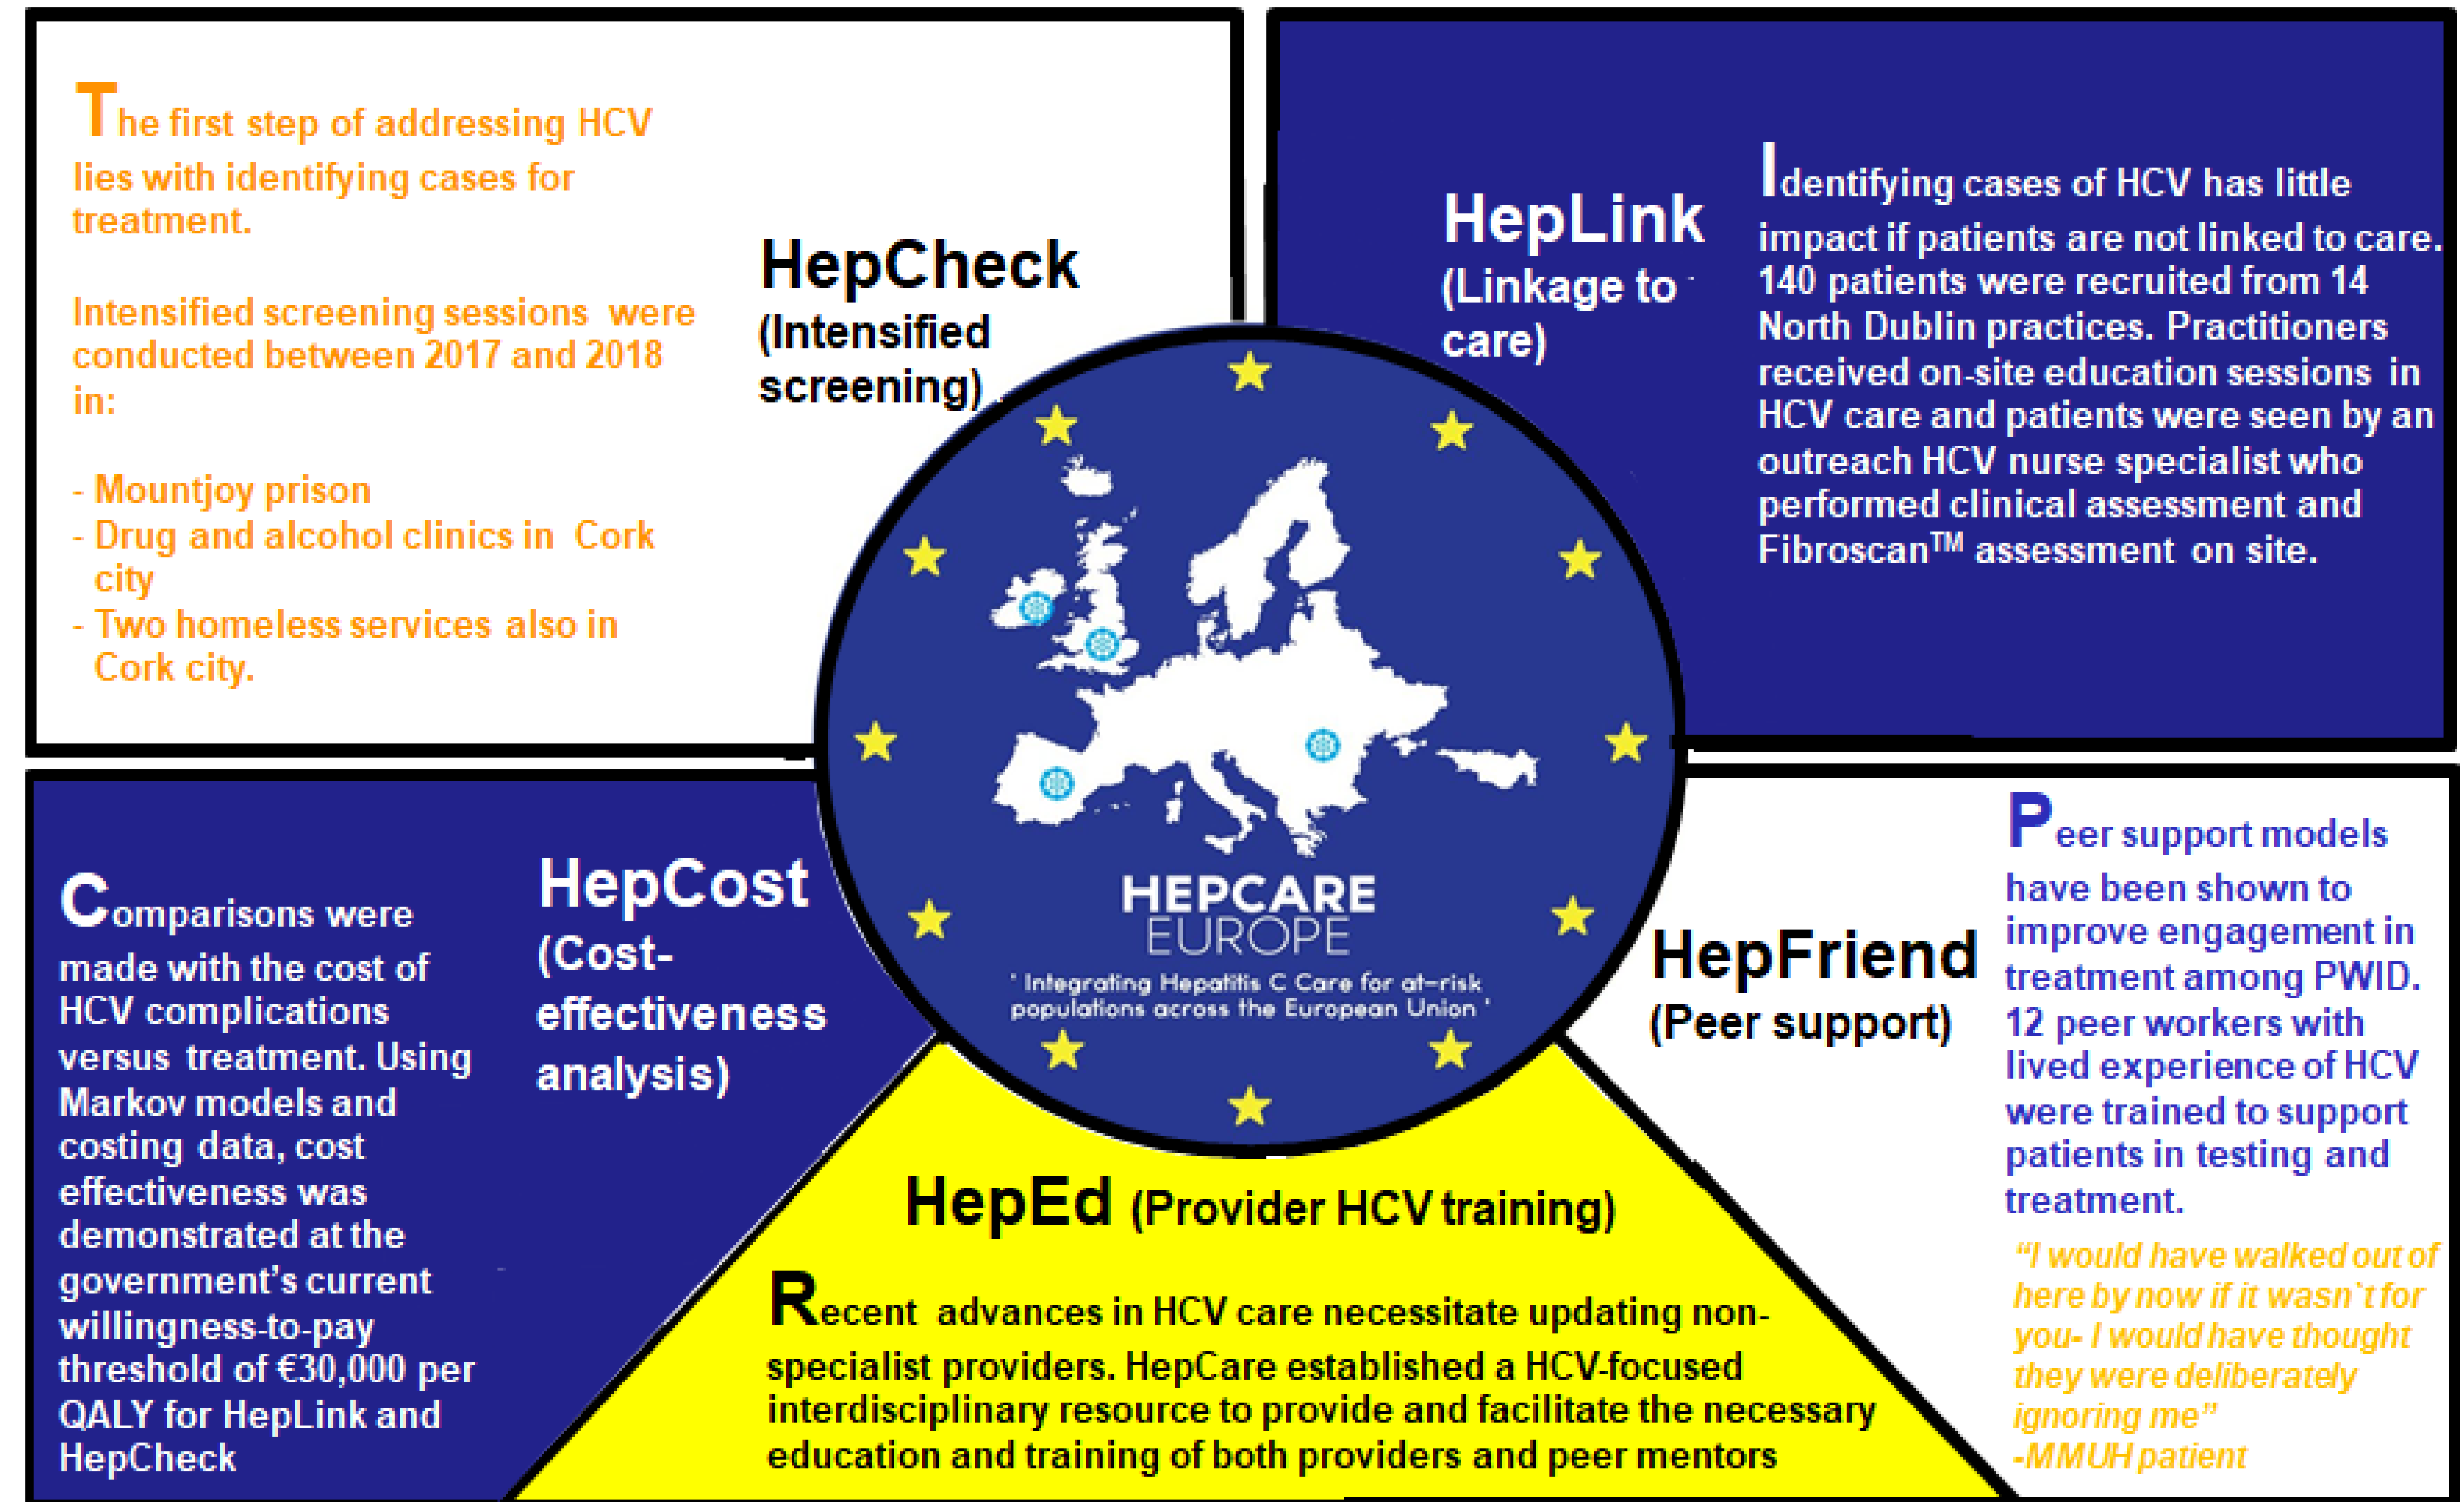 The first step of addressing HCV
lies with identifying cases for
treatment.
Intensified screening sessions were
conducted between 2017 and 2018
in:
- Mountjoy prison
- Drug and alcohol clinics in Cork
city
- Two homeless services also in
Cork city.
HepCheck
(Intensified
screening)
HepLink
(Linkage to
care)
Identifying cases of HCV has little
impact if patients are not linked to care.
140 patients were recruited from 14
North Dublin practices. Practitioners
received on-site education sessions in
HCV care and patients were seen by an
outreach HCV nurse specialist who
performed clinical assessment and
Fibroscan™ assessment on site.
HEPCARE
EUROPE
' Integrating Hepatitis C Care for at-risk
populations across the European Union '
Comparisons were
made with the cost of
HCV complications
versus treatment. Using
Markov models and
costing data, cost
effectiveness was
demonstrated at the
government's current
willingness-to-pay
threshold of €30,000 per
QALY for HepLink and
HepCheck
HepCost
(Cost-
effectiveness
analysis)
HepEd (Provider HCV training)
Recent advances in HCV care necessitate updating non-
specialist providers. HepCare established a HCV-focused
interdisciplinary resource to provide and facilitate the necessary
education and training of both providers and peer mentors
HepFriend
(Peer support)
Peer support models
have been shown to
improve engagement in
treatment among PWID.
12 peer workers with
lived experience of HCV
were trained to support
patients in testing and
treatment.
“I would have walked out of
here by now if it wasn`t for
you- I would have thought
they were deliberately
ignoring me”
-MMUH patient